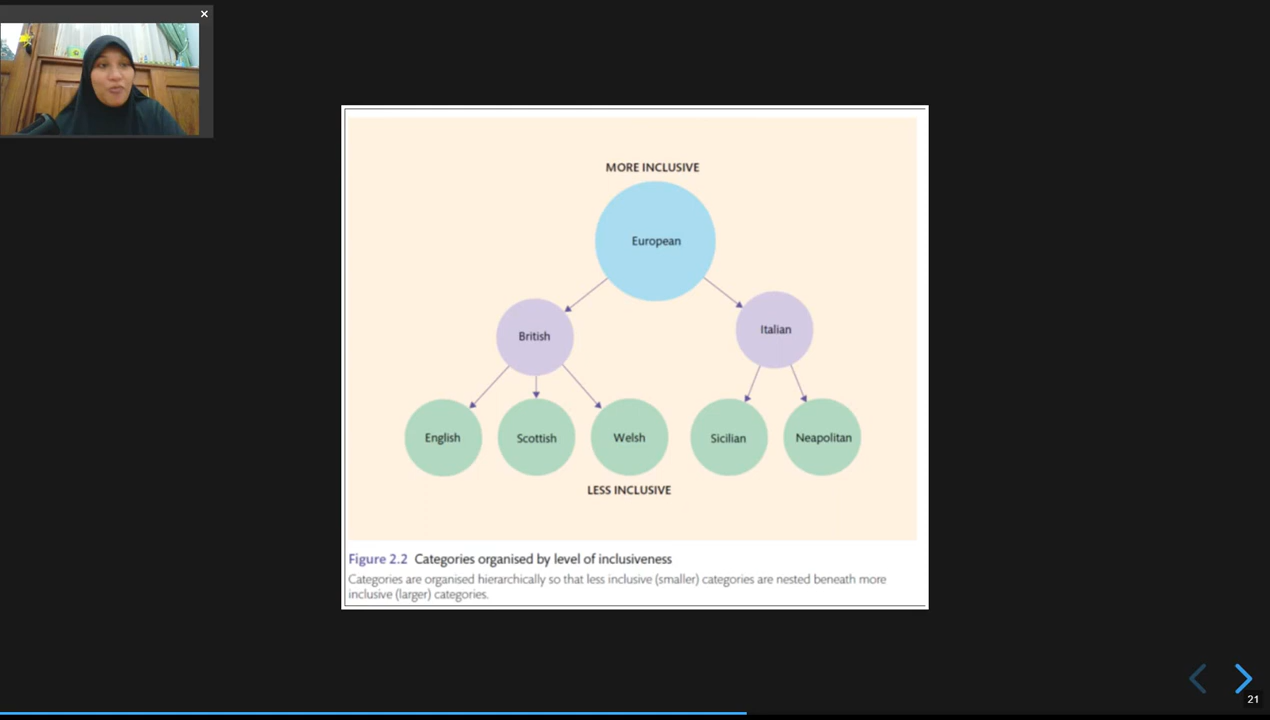 MORE INCLUSIVE
European
British
Italian
English
Scottish
Welsh
Sicilian
Neapolitan
LESS INCLUSIVE
Figure 2.2 Categories organised by level of inclusiveness
Categories are organised hierarchically so that less inclusive (smaller) categories are nested beneath more
inclusive (larger) categories.
21